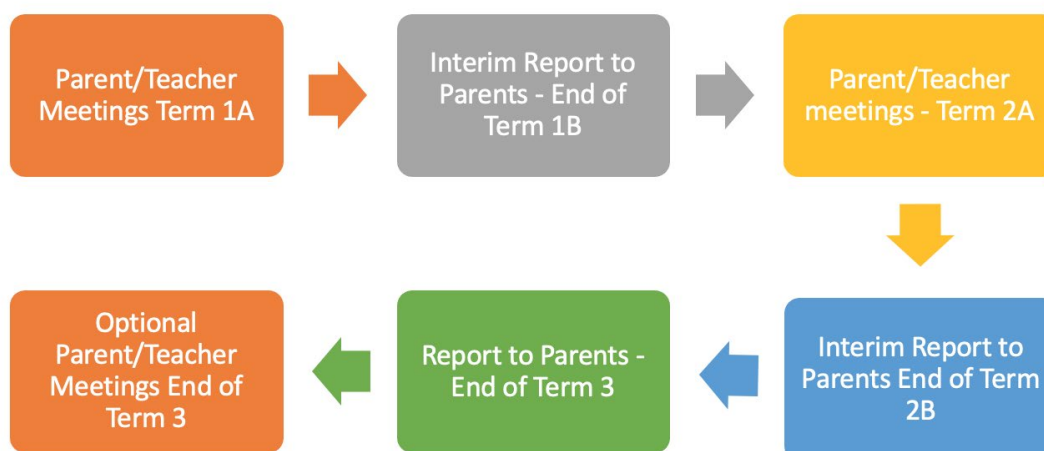 Parent/Teacher
Meetings Term 1A
Interim Report to
Parents - End of
Term 1B
Parent/Teacher
meetings - Term 2A
Interim Report to
Parents End of Term
2B
Report to Parents -
End of Term 3
Optional
Parent/Teacher
Meetings End of
Term 3